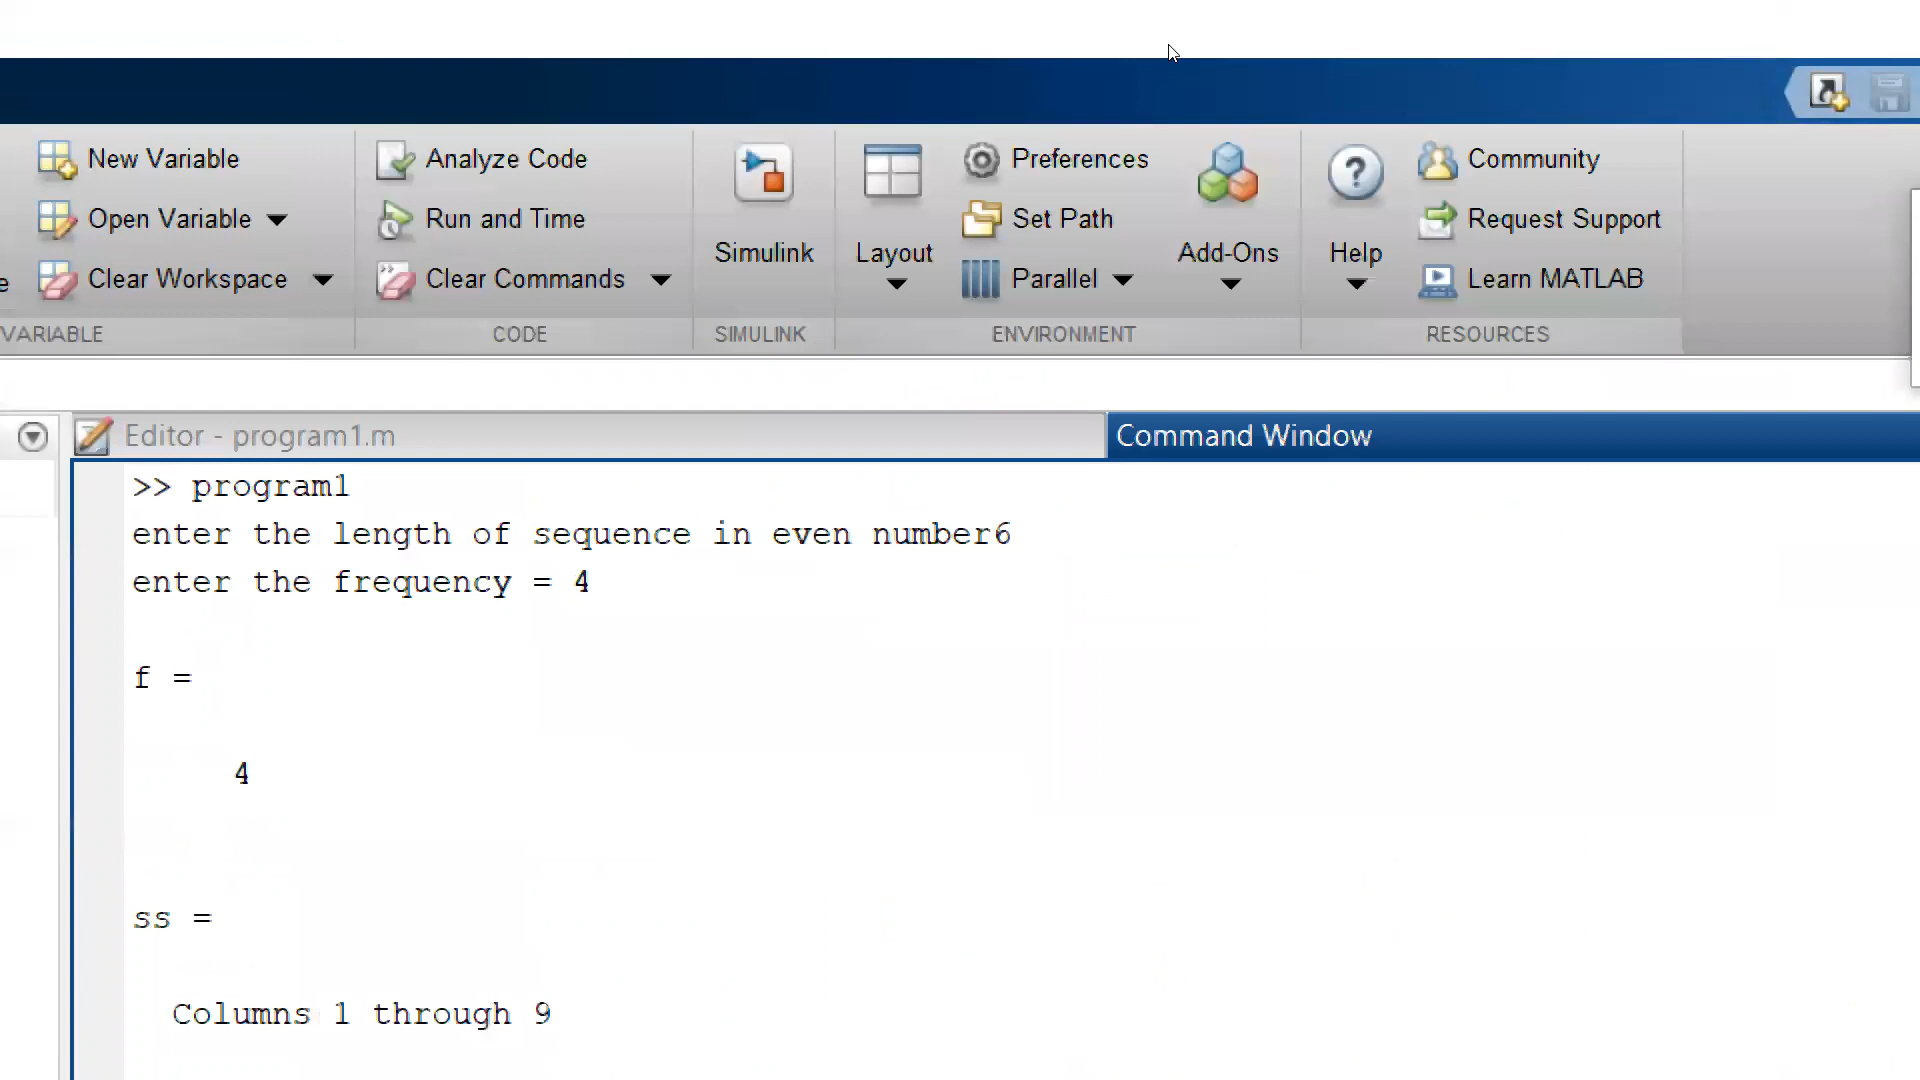 New Variable
Open Variable
Clear Workspace
VARIABLE
Analyze Code
Run and Time
Clear Commands
CODE
Simulink
SIMULINK
Layout
Preferences
Set Path
Parallel
Add-Ons
ENVIRONMENT
? Help
Community
Request Support
Learn MATLAB
RESOURCES
Editor - program1.m
Command Window
>> program1
enter the length of sequence in even number6
enter the frequency = 4
f =
4
ss =
Columns 1 through 9